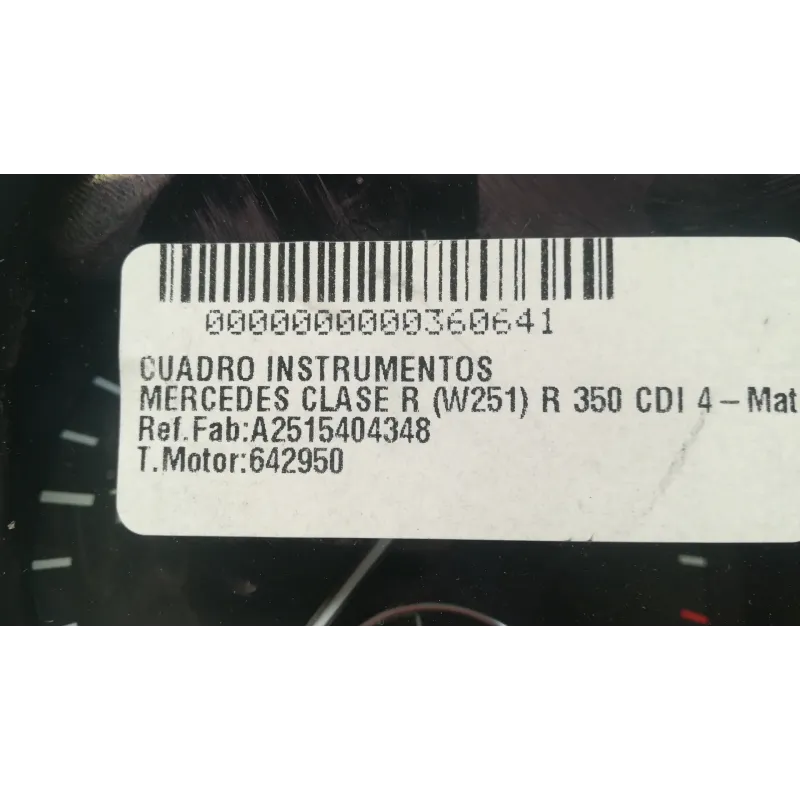 0000000000360641
CUADRO INSTRUMENTOS
MERCEDES CLASE R (W251) R 350 CDI 4-Mat
Ref.Fab:A2515404348
T.Motor:642950